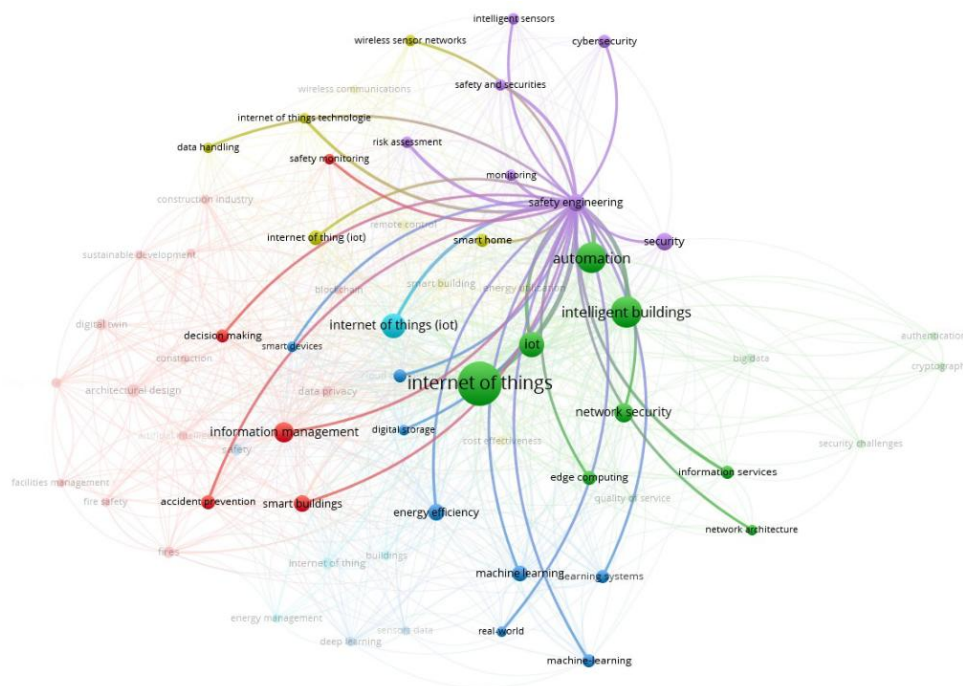 intelligent sensors
wireless sensor networks
cybersecurity
safety and securities
wireless communications
internet of things technologie
risk assessment
data handling
safety monitoring
monitoring
construction industry
safety engineering
remote control
internet of thing (iot)
smart home
security
sustainable development
automation
smart building
energy utilization
blockchain
intelligent buildings
digital twin
internet of things (iot)
decision making
authentication
smart devices
iot
construction
big data
cryptography
internet of things
architectural design
data privacy
network security
digital storage
information management
cost effectiveness
security challenges
safety
information services
edge computing
facilities management
fire safety
accident prevention
smart buildings
quality of service
energy efficiency
network architecture
fires
buildings
internet of thing
machine learning
learning systems
energy management
sensors data
real-world
deep learning
machine-learning